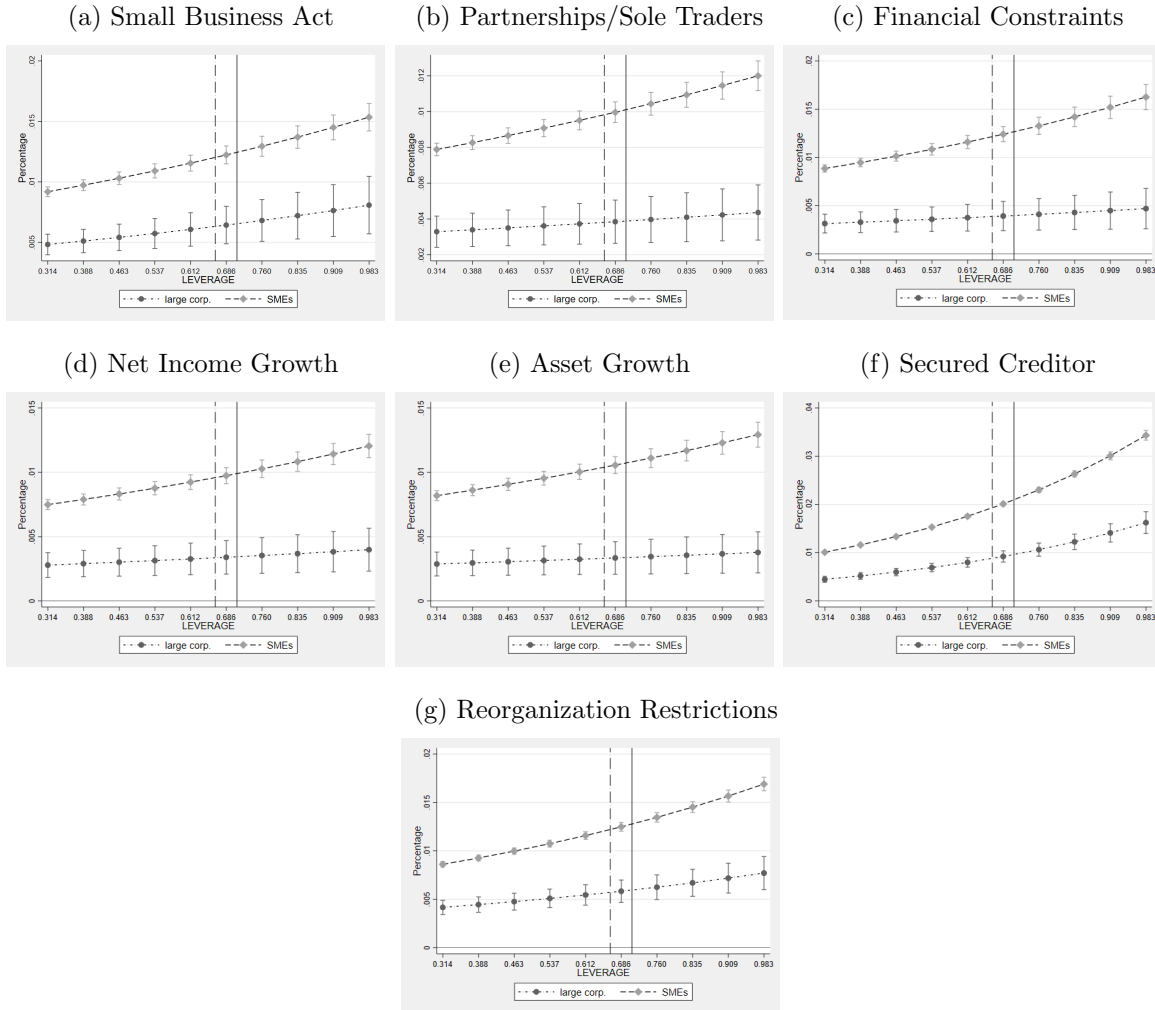 (a) Small Business Act
(b) Partnerships/Sole Traders
(c) Financial Constraints
Percentage
.02
.015
.01
.005
0.314 0.388 0.463 0.537 0.612 0.686 0.760 0.835 0.909 0.983
LEVERAGE
large corp. SMEs
Percentage
.012
.01
.008
.006
.004
.002
0.314 0.388 0.463 0.537 0.612 0.686 0.760 0.835 0.909 0.983
LEVERAGE
large corp. SMEs
Percentage
.02
.015
.01
.005
0
0.314 0.388 0.463 0.537 0.612 0.686 0.760 0.835 0.909 0.983
LEVERAGE
large corp. SMEs
(d) Net Income Growth
(e) Asset Growth
(f) Secured Creditor
Percentage
.015
.01
.005
0
0.314 0.388 0.463 0.537 0.612 0.686 0.760 0.835 0.909 0.983
LEVERAGE
large corp. SMEs
Percentage
.015
.01
.005
0
0.314 0.388 0.463 0.537 0.612 0.686 0.760 0.835 0.909 0.983
LEVERAGE
large corp. SMEs
Percentage
.04
.03
.02
.01
0
0.314 0.388 0.463 0.537 0.612 0.686 0.760 0.835 0.909 0.983
LEVERAGE
large corp. SMEs
(g) Reorganization Restrictions
Percentage
.02
.015
.01
.005
0
0.314 0.388 0.463 0.537 0.612 0.686 0.760 0.835 0.909 0.983
LEVERAGE
large corp. SMEs